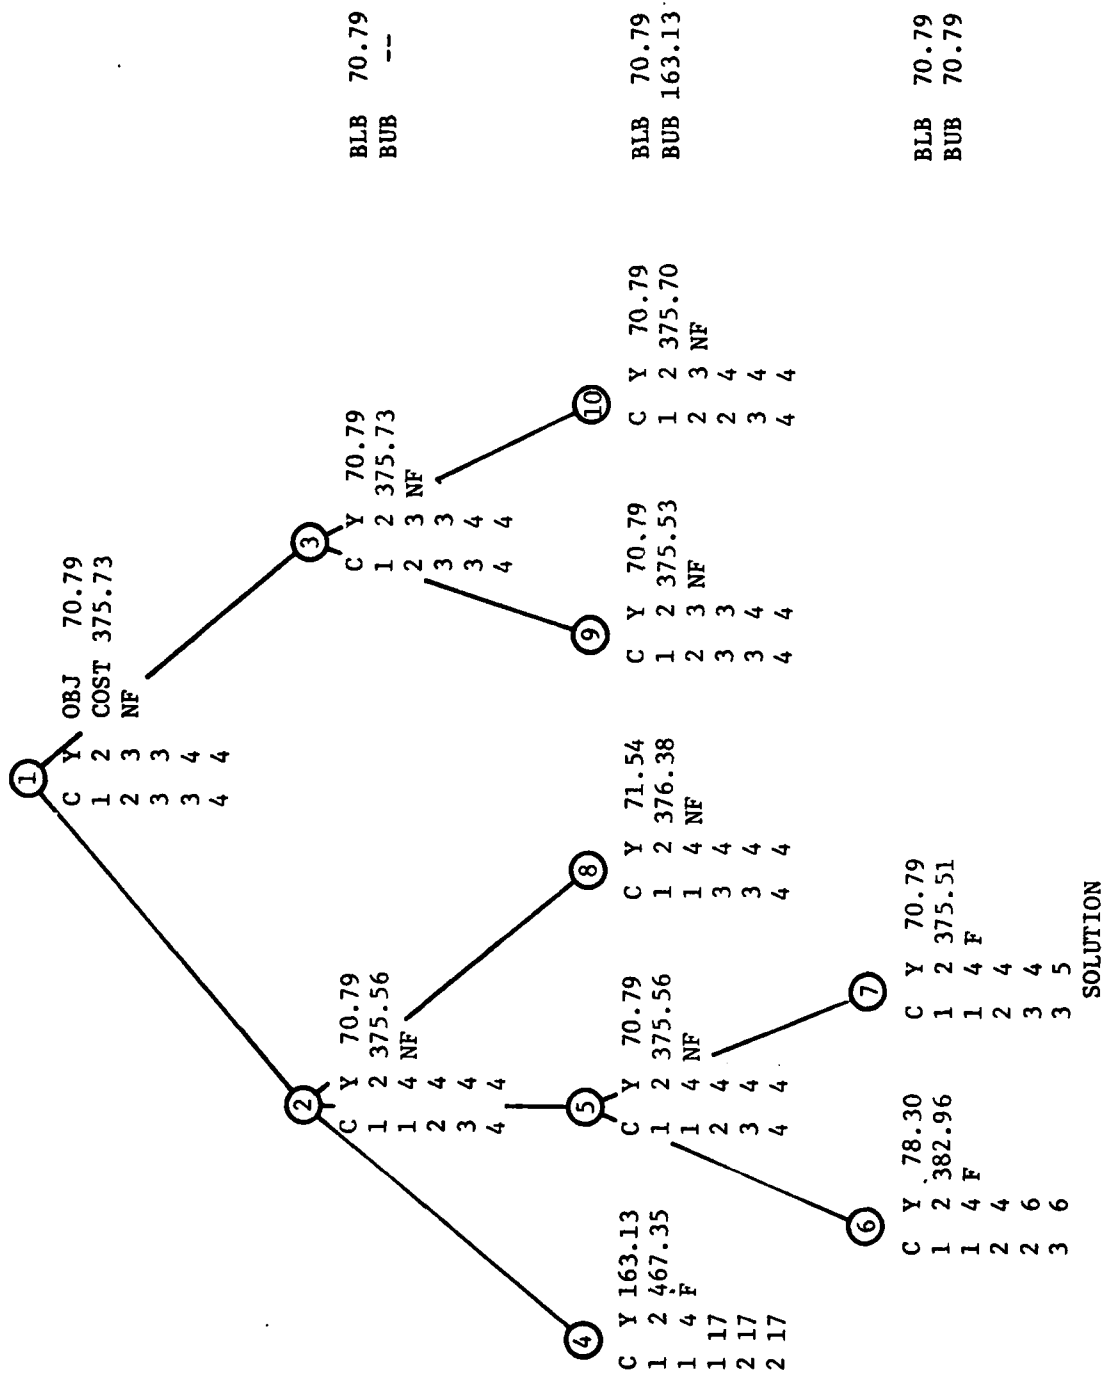 1
C Y OBJ 70.79
1 2 COST 375.73
2 3 NF
3 3
3 4
4 4
2
C Y 70.79
1 2 375.56
1 4 NF
2 4
3 4
4 4
3
C Y 70.79
1 2 375.73
2 3 NF
3 3
3 4
4 4
BLB 70.79
BUB --
4
C Y 163.13
1 2 467.35
1 4 F
1 17
2 17
2 17
5
C Y 70.79
1 2 375.56
1 4 NF
2 4
3 4
4 4
8
C Y 71.54
1 2 376.38
1 4 NF
3 4
3 4
4 4
9
C Y 70.79
1 2 375.53
2 3 NF
3 3
3 4
4 4
10
C Y 70.79
1 2 375.70
2 3 NF
2 4
3 4
4 4
BLB 70.79
BUB 163.13
6
C Y 78.30
1 2 382.96
1 4 F
2 4
2 6
3 6
7
C Y 70.79
1 2 375.51
1 4 F
2 4
3 4
3 5
SOLUTION
BLB 70.79
BUB 70.79